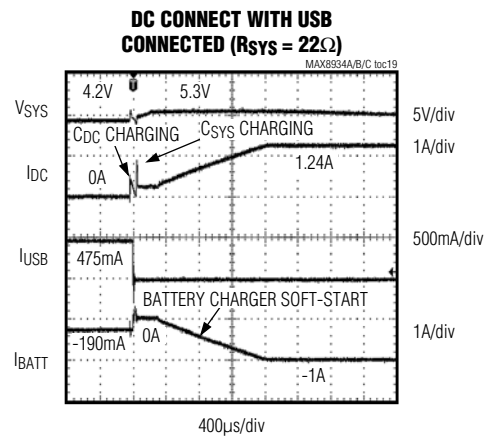 DC CONNECT WITH USB
CONNECTED (RSYS = 22Ω)
MAX8934A/B/C toc19
4.2V 5.3V
VSYS 5V/div
CDC CHARGING CSYS CHARGING
1A/div
1.24A
IDC 0A
500mA/div
IUSB
475mA
BATTERY CHARGER SOFT-START
-190mA 0A 1A/div
IBATT -1A
400µs/div